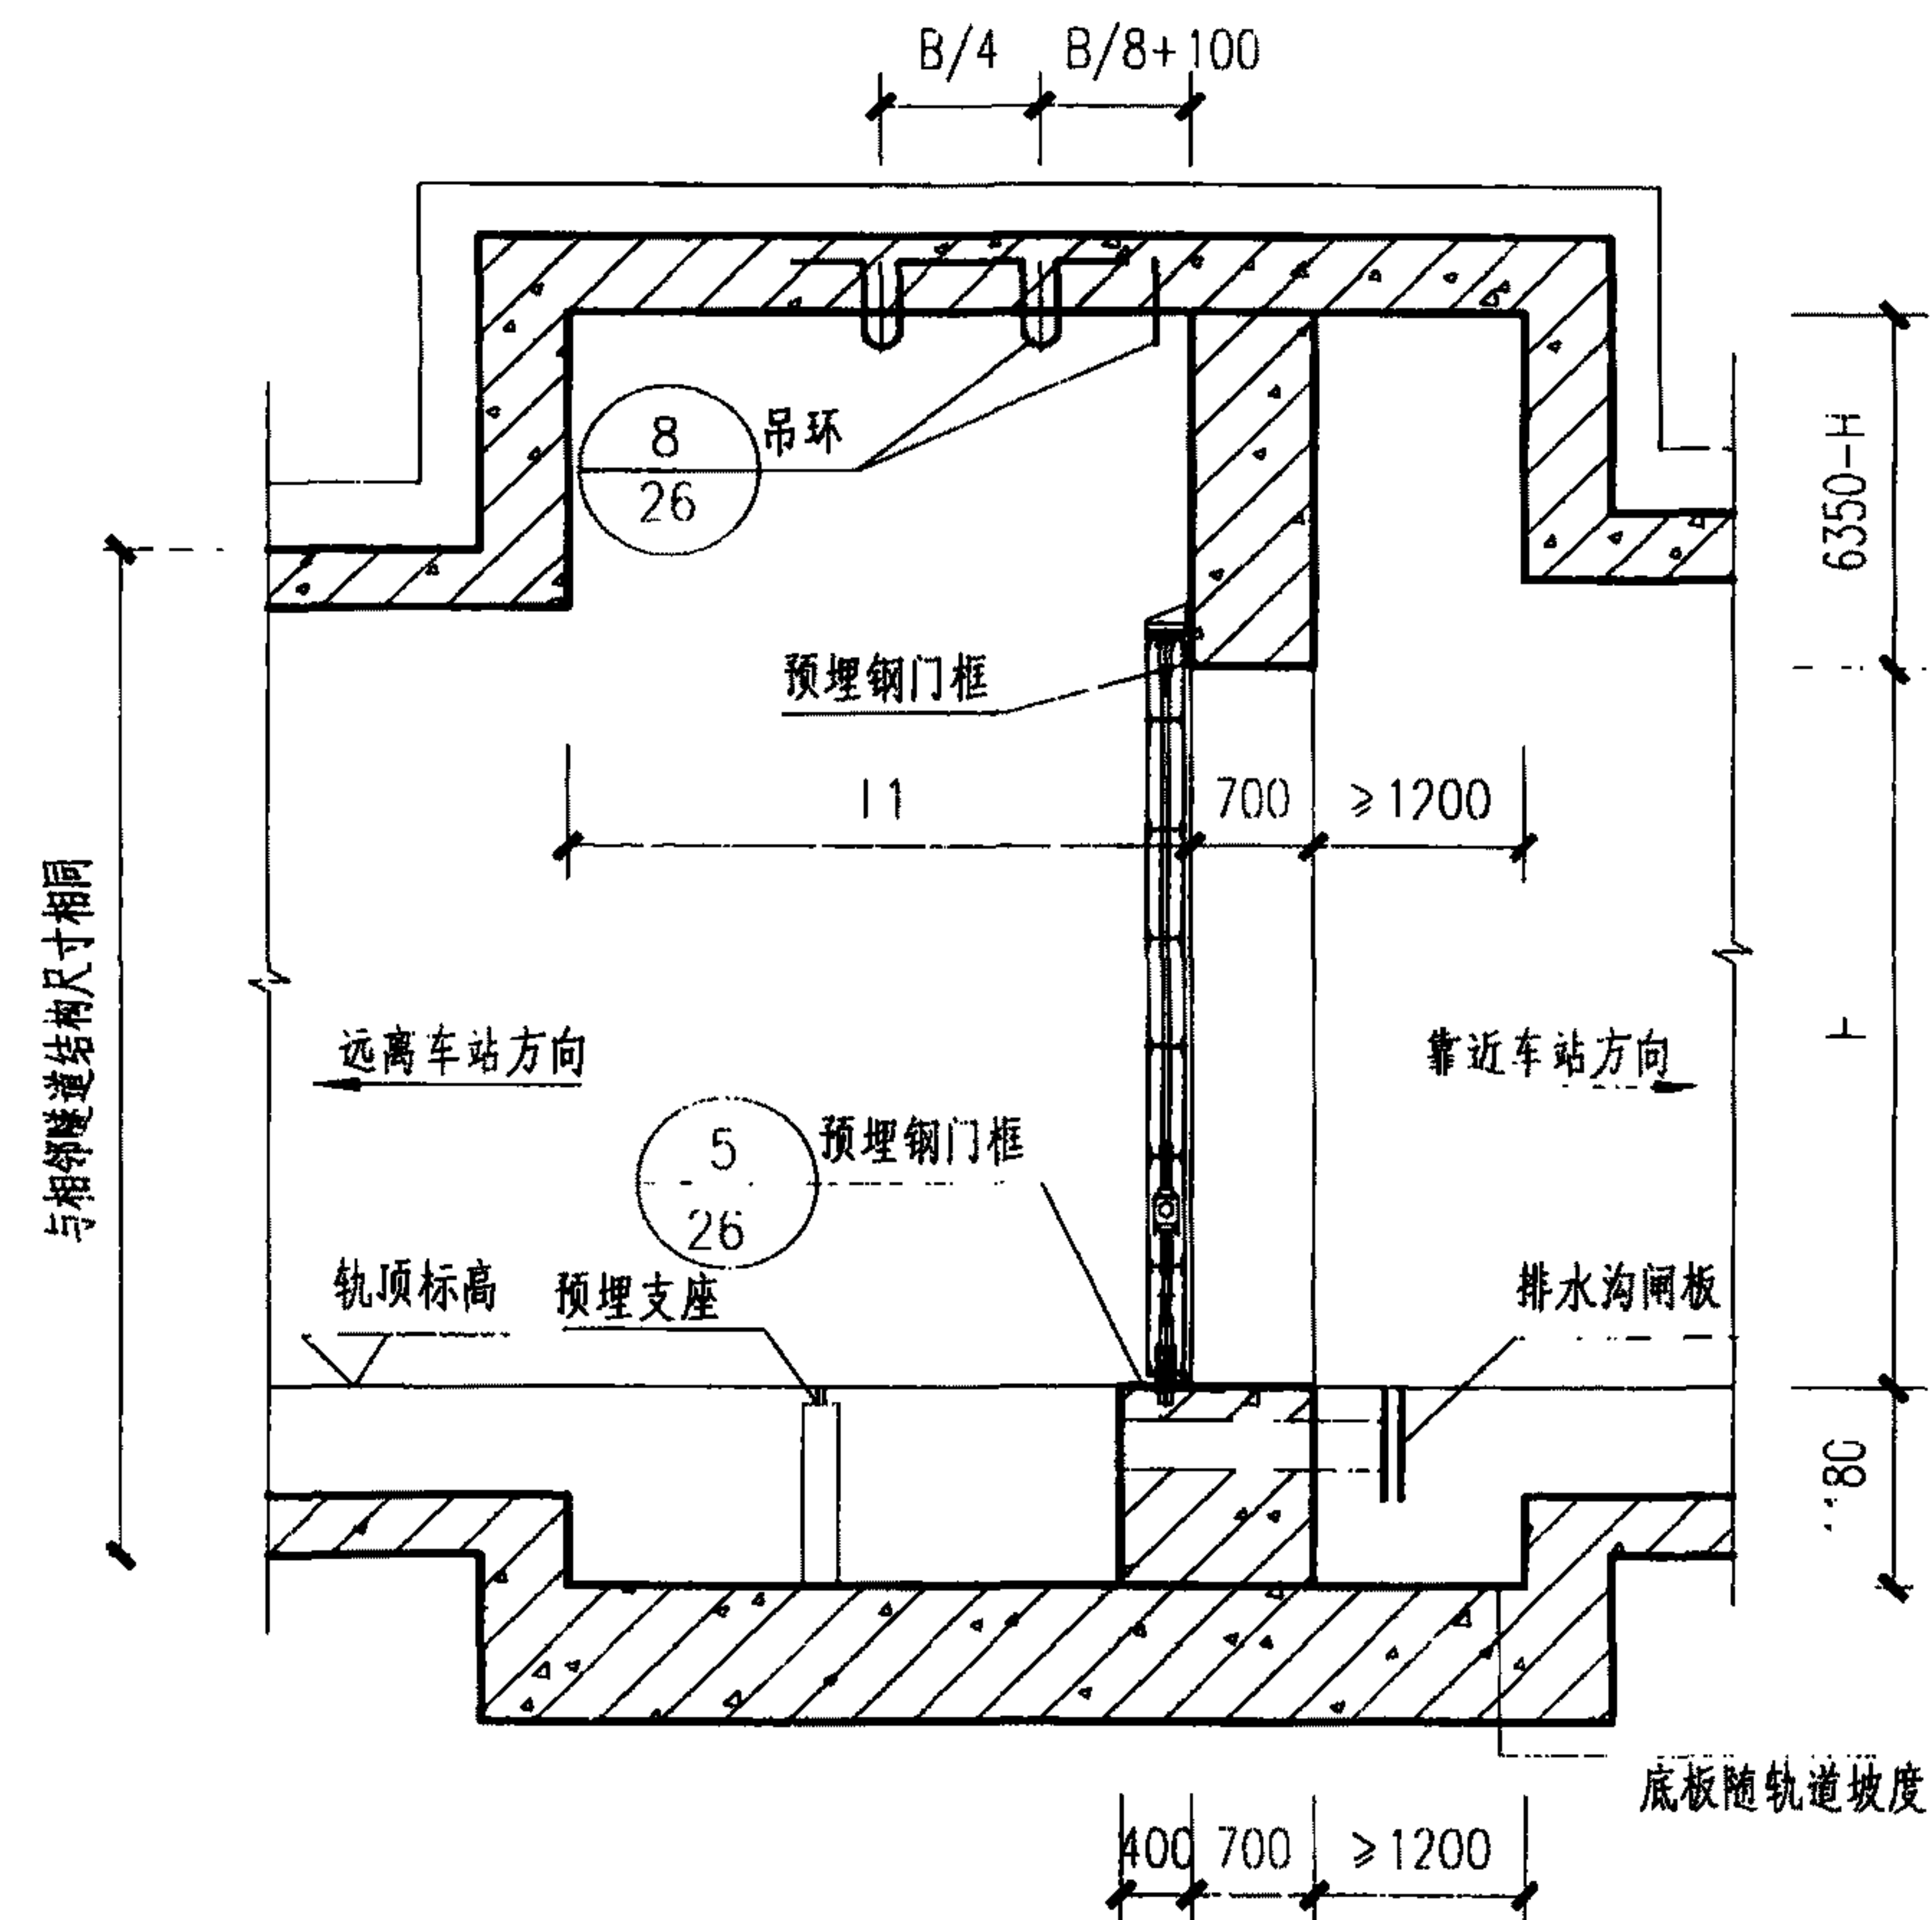 B/4
B/8+100
8
26
吊环
6350-H
预埋钢门框
l1
700
≥1200
与相邻隧道结构尺寸相同
远离车站方向
靠近车站方向
H
5
26
预埋钢门框
轨顶标高
预埋支座
排水沟闸板
底板随轨道坡度
400
700
≥1200